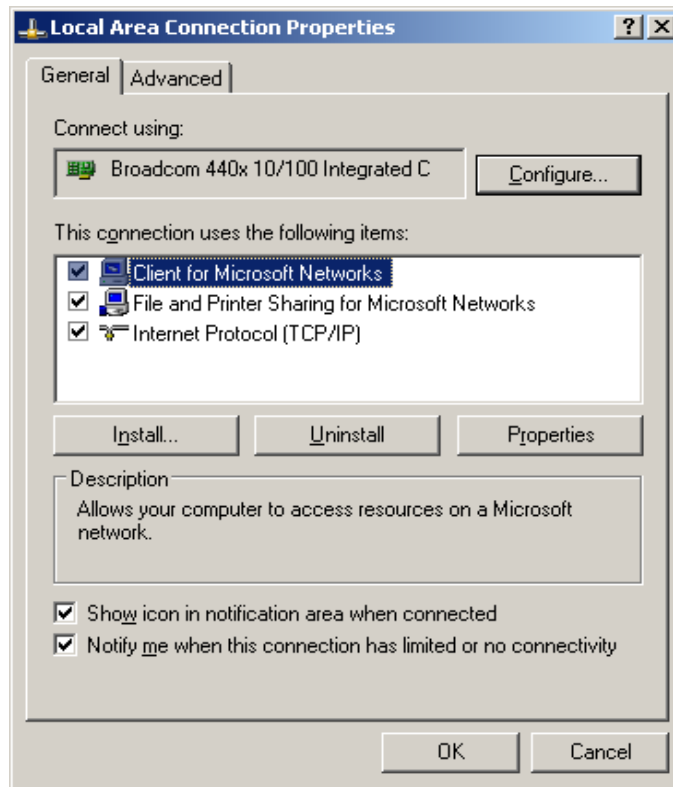 Local Area Connection Properties
General Advanced
Connect using:
Broadcom 440x 10/100 Integrated C
Configure...
This connection uses the following items:
Client for Microsoft Networks
File and Printer Sharing for Microsoft Networks
Internet Protocol (TCP/IP)
Install... Uninstall Properties
Description
Allows your computer to access resources on a Microsoft
network.
Show icon in notification area when connected
Notify me when this connection has limited or no connectivity
OK Cancel